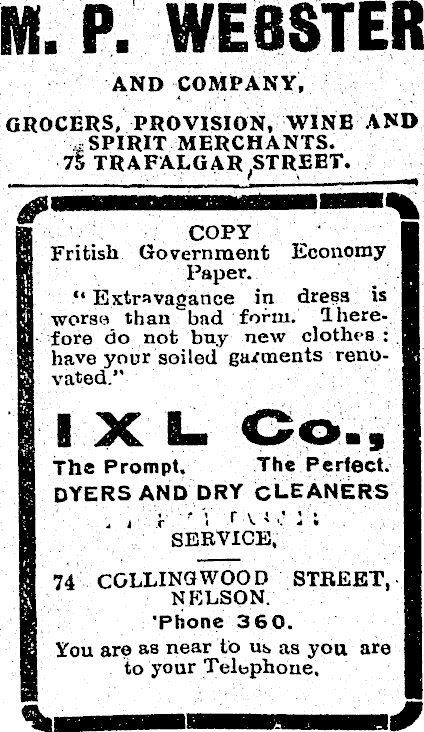 M. P. WEBSTER
AND COMPANY,
GROCERS, PROVISION, WINE AND
SPIRIT MERCHANTS.
75 TRAFALGAR STREET.
COPY
Fritish Government Economy
Paper.
"Extravagance in dress is
worse than bad form. There-
fore do not buy new clothes :
have your soiled garments reno-
vated."
IXL Co.,
The Prompt. The Perfect.
DYERS AND DRY CLEANERS
SERVICE,
74 COLLINGWOOD STREET,
NELSON.
'Phone 360.
You are as near to us as you are
to your Telephone.